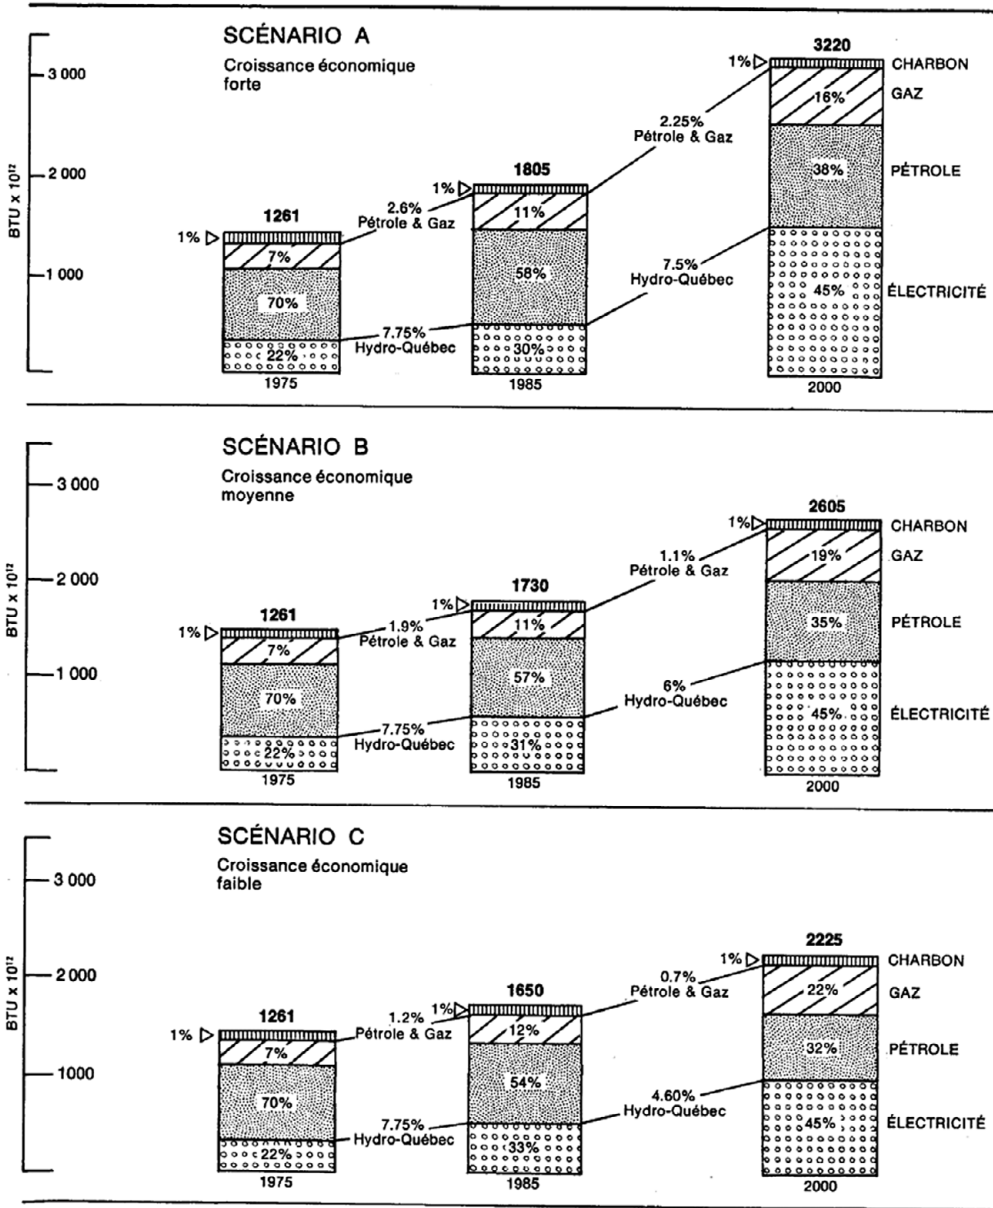 SCÉNARIO A
Croissance économique
forte
3 000
2 000
1 000
BTU x 10¹²
1261
1%
7%
70%
22%
1975
2.6%
Pétrole & Gaz
7.75%
Hydro-Québec
1805
1%
11%
58%
30%
1985
2.25%
Pétrole & Gaz
7.5%
Hydro-Québec
3220
1%
16%
38%
45%
2000
CHARBON
GAZ
PÉTROLE
ÉLECTRICITÉ
SCÉNARIO B
Croissance économique
moyenne
3 000
2 000
1 000
BTU x 10¹²
1261
1%
7%
70%
22%
1975
1.9%
Pétrole & Gaz
7.75%
Hydro-Québec
1730
1%
11%
57%
31%
1985
1.1%
Pétrole & Gaz
6%
Hydro-Québec
2605
1%
19%
35%
45%
2000
CHARBON
GAZ
PÉTROLE
ÉLECTRICITÉ
SCÉNARIO C
Croissance économique
faible
3 000
2 000
1000
BTU x 10¹²
1261
1%
7%
70%
22%
1975
1.2%
Pétrole & Gaz
7.75%
Hydro-Québec
1650
1%
12%
54%
33%
1985
0.7%
Pétrole & Gaz
4.60%
Hydro-Québec
2225
1%
22%
32%
45%
2000
CHARBON
GAZ
PÉTROLE
ÉLECTRICITÉ